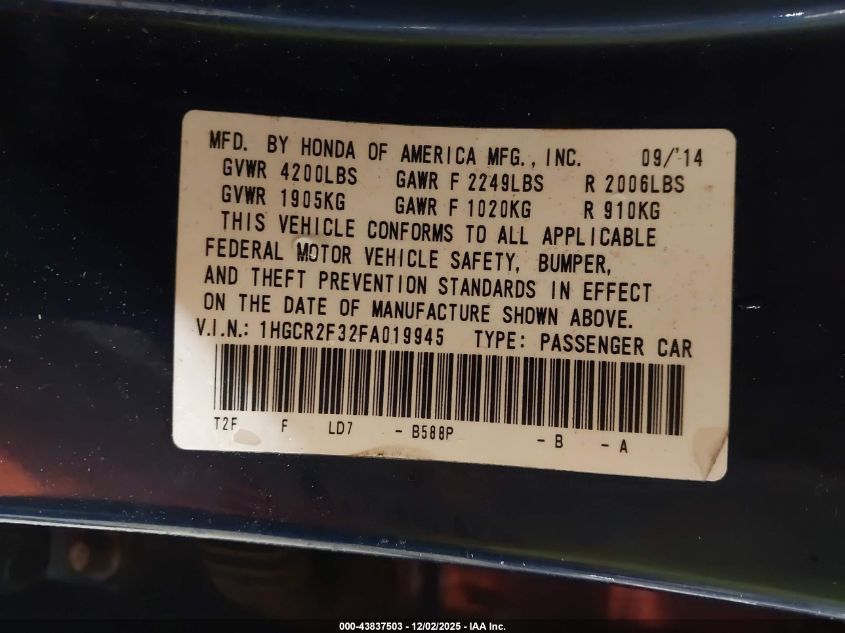 MFD. BY HONDA OF AMERICA MFG., INC. 09/'14
GVWR 4200LBS GAWR F 2249LBS R 2006LBS
GVWR 1905KG GAWR F 1020KG R 910KG
THIS VEHICLE CONFORMS TO ALL APPLICABLE
FEDERAL MOTOR VEHICLE SAFETY, BUMPER,
AND THEFT PREVENTION STANDARDS IN EFFECT
ON THE DATE OF MANUFACTURE SHOWN ABOVE.
V.I.N.: 1HGCR2F32FA019945 TYPE: PASSENGER CAR
T2F F LD7 - B588P - B - A
000-43837503 - 12/02/2025 - IAA Inc.